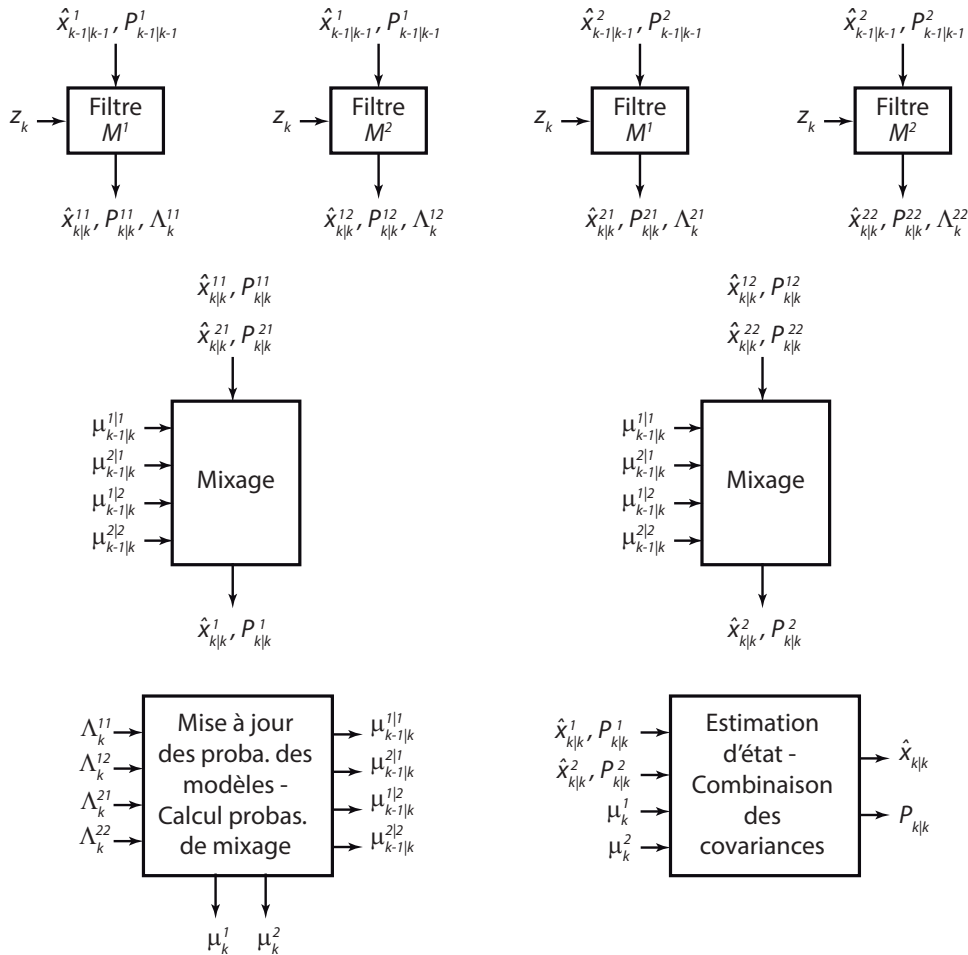 x̂¹ₖ₋₁|ₖ₋₁, P¹ₖ₋₁|ₖ₋₁
x̂¹ₖ₋₁|ₖ₋₁, P¹ₖ₋₁|ₖ₋₁
x̂²ₖ₋₁|ₖ₋₁, P²ₖ₋₁|ₖ₋₁
x̂²ₖ₋₁|ₖ₋₁, P²ₖ₋₁|ₖ₋₁
zₖ
Filtre
M¹
zₖ
Filtre
M²
zₖ
Filtre
M¹
zₖ
Filtre
M²
x̂¹¹ₖ|ₖ, P¹¹ₖ|ₖ, Λ¹¹ₖ
x̂¹²ₖ|ₖ, P¹²ₖ|ₖ, Λ¹²ₖ
x̂²¹ₖ|ₖ, P²¹ₖ|ₖ, Λ²¹ₖ
x̂²²ₖ|ₖ, P²²ₖ|ₖ, Λ²²ₖ
x̂¹¹ₖ|ₖ, P¹¹ₖ|ₖ
x̂²¹ₖ|ₖ, P²¹ₖ|ₖ
μ¹|¹ₖ₋₁|ₖ
μ²|¹ₖ₋₁|ₖ
μ¹|²ₖ₋₁|ₖ
μ²|²ₖ₋₁|ₖ
Mixage
x̂¹ₖ|ₖ, P¹ₖ|ₖ
x̂¹²ₖ|ₖ, P¹²ₖ|ₖ
x̂²²ₖ|ₖ, P²²ₖ|ₖ
μ¹|¹ₖ₋₁|ₖ
μ²|¹ₖ₋₁|ₖ
μ¹|²ₖ₋₁|ₖ
μ²|²ₖ₋₁|ₖ
Mixage
x̂²ₖ|ₖ, P²ₖ|ₖ
Λ¹¹ₖ
Λ¹²ₖ
Λ²¹ₖ
Λ²²ₖ
Mise à jour
des proba. des
modèles -
Calcul probas.
de mixage
μ¹|¹ₖ₋₁|ₖ
μ²|¹ₖ₋₁|ₖ
μ¹|²ₖ₋₁|ₖ
μ²|²ₖ₋₁|ₖ
μ¹ₖ
μ²ₖ
x̂¹ₖ|ₖ, P¹ₖ|ₖ
x̂²ₖ|ₖ, P²ₖ|ₖ
μ¹ₖ
μ²ₖ
Estimation
d'état -
Combinaison
des
covariances
x̂ₖ|ₖ
Pₖ|ₖ